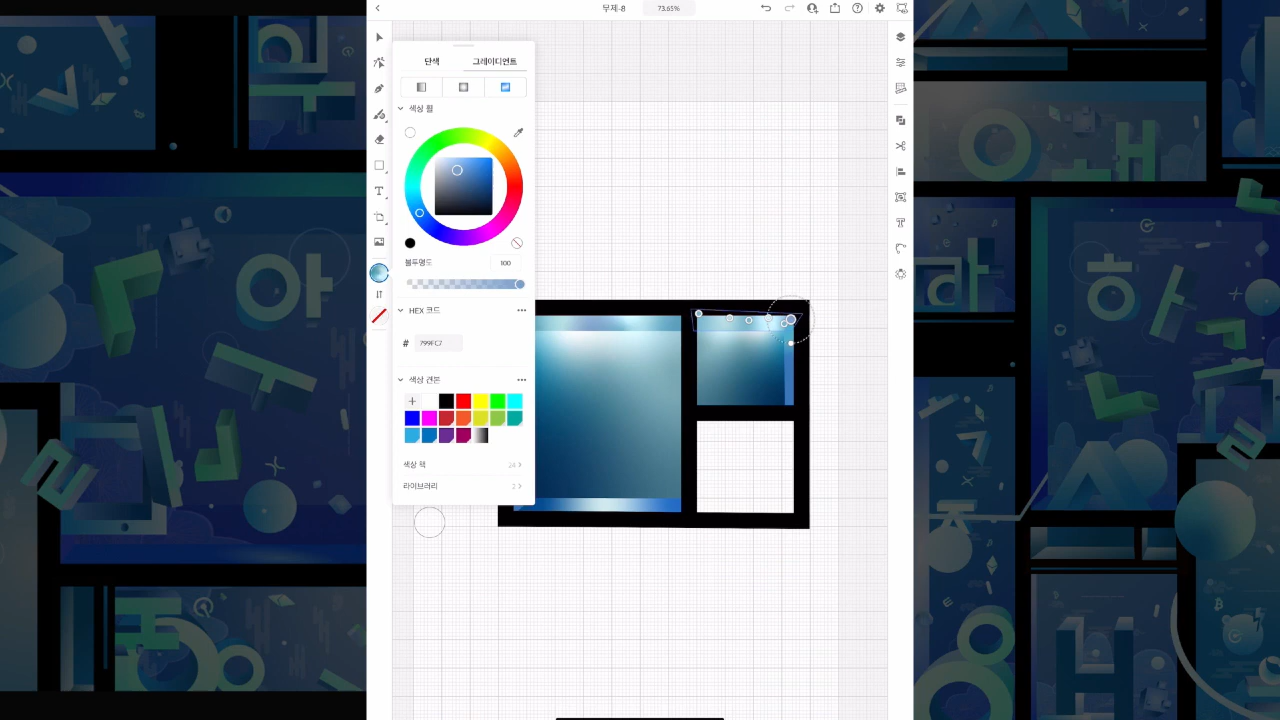 무제-8
73.65%
단색
그레이디언트
색상 휠
불투명도
100
HEX 코드
#
799FC7
색상 견본
색상 팩
24
라이브러리
2
T
T
아
하